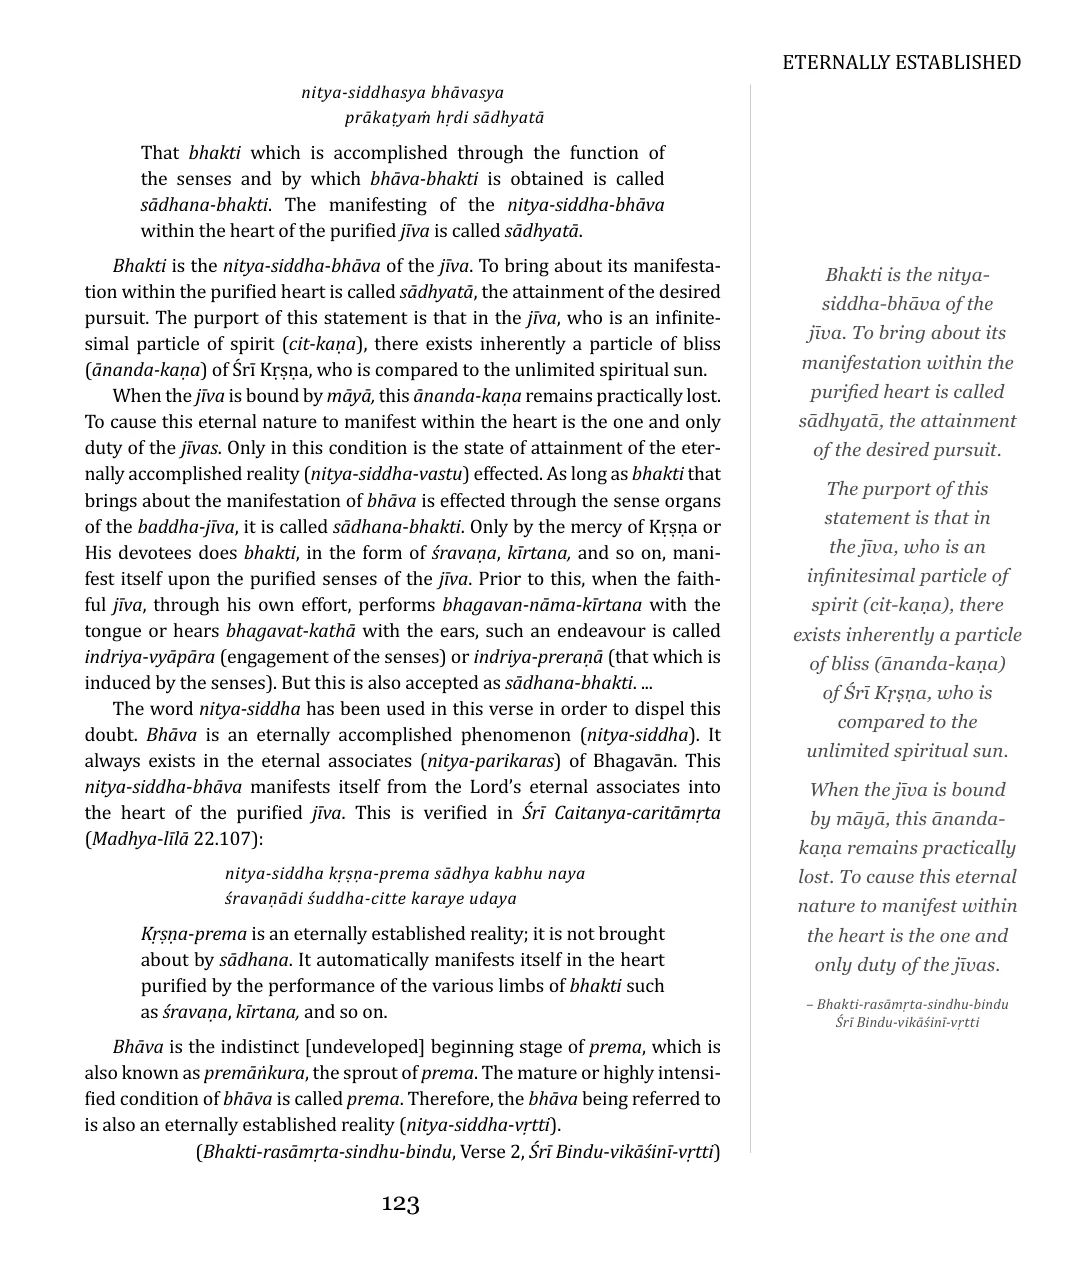 ETERNALLY ESTABLISHED
nitya-siddhasya bhāvasya
prākaṭyaṁ hṛdi sādhyatā
That bhakti which is accomplished through the function of
the senses and by which bhāva-bhakti is obtained is called
sādhana-bhakti. The manifesting of the nitya-siddha-bhāva
within the heart of the purified jīva is called sādhyatā.
Bhakti is the nitya-siddha-bhāva of the jīva. To bring about its manifesta-
tion within the purified heart is called sādhyatā, the attainment of the desired
pursuit. The purport of this statement is that in the jīva, who is an infinite-
simal particle of spirit (cit-kaṇa), there exists inherently a particle of bliss
(ānanda-kaṇa) of Śrī Kṛṣṇa, who is compared to the unlimited spiritual sun.
When the jīva is bound by māyā, this ānanda-kaṇa remains practically lost.
To cause this eternal nature to manifest within the heart is the one and only
duty of the jīvas. Only in this condition is the state of attainment of the eter-
nally accomplished reality (nitya-siddha-vastu) effected. As long as bhakti that
brings about the manifestation of bhāva is effected through the sense organs
of the baddha-jīva, it is called sādhana-bhakti. Only by the mercy of Kṛṣṇa or
His devotees does bhakti, in the form of śravaṇa, kīrtana, and so on, mani-
fest itself upon the purified senses of the jīva. Prior to this, when the faith-
ful jīva, through his own effort, performs bhagavan-nāma-kīrtana with the
tongue or hears bhagavat-kathā with the ears, such an endeavour is called
indriya-vyāpāra (engagement of the senses) or indriya-preraṇā (that which is
induced by the senses). But this is also accepted as sādhana-bhakti. ...
The word nitya-siddha has been used in this verse in order to dispel this
doubt. Bhāva is an eternally accomplished phenomenon (nitya-siddha). It
always exists in the eternal associates (nitya-parikaras) of Bhagavān. This
nitya-siddha-bhāva manifests itself from the Lord's eternal associates into
the heart of the purified jīva. This is verified in Śrī Caitanya-caritāmṛta
(Madhya-līlā 22.107):
nitya-siddha kṛṣṇa-prema sādhya kabhu naya
śravaṇādi śuddha-citte karaye udaya
Kṛṣṇa-prema is an eternally established reality; it is not brought
about by sādhana. It automatically manifests itself in the heart
purified by the performance of the various limbs of bhakti such
as śravaṇa, kīrtana, and so on.
Bhāva is the indistinct [undeveloped] beginning stage of prema, which is
also known as premāṅkura, the sprout of prema. The mature or highly intensi-
fied condition of bhāva is called prema. Therefore, the bhāva being referred to
is also an eternally established reality (nitya-siddha-vṛtti).
(Bhakti-rasāmṛta-sindhu-bindu, Verse 2, Śrī Bindu-vikāśinī-vṛtti)
Bhakti is the nitya-
siddha-bhāva of the
jīva. To bring about its
manifestation within the
purified heart is called
sādhyatā, the attainment
of the desired pursuit.
The purport of this
statement is that in
the jīva, who is an
infinitesimal particle of
spirit (cit-kaṇa), there
exists inherently a particle
of bliss (ānanda-kaṇa)
of Śrī Kṛṣṇa, who is
compared to the
unlimited spiritual sun.
When the jīva is bound
by māyā, this ānanda-
kaṇa remains practically
lost. To cause this eternal
nature to manifest within
the heart is the one and
only duty of the jīvas.
– Bhakti-rasāmṛta-sindhu-bindu
Śrī Bindu-vikāśinī-vṛtti
123